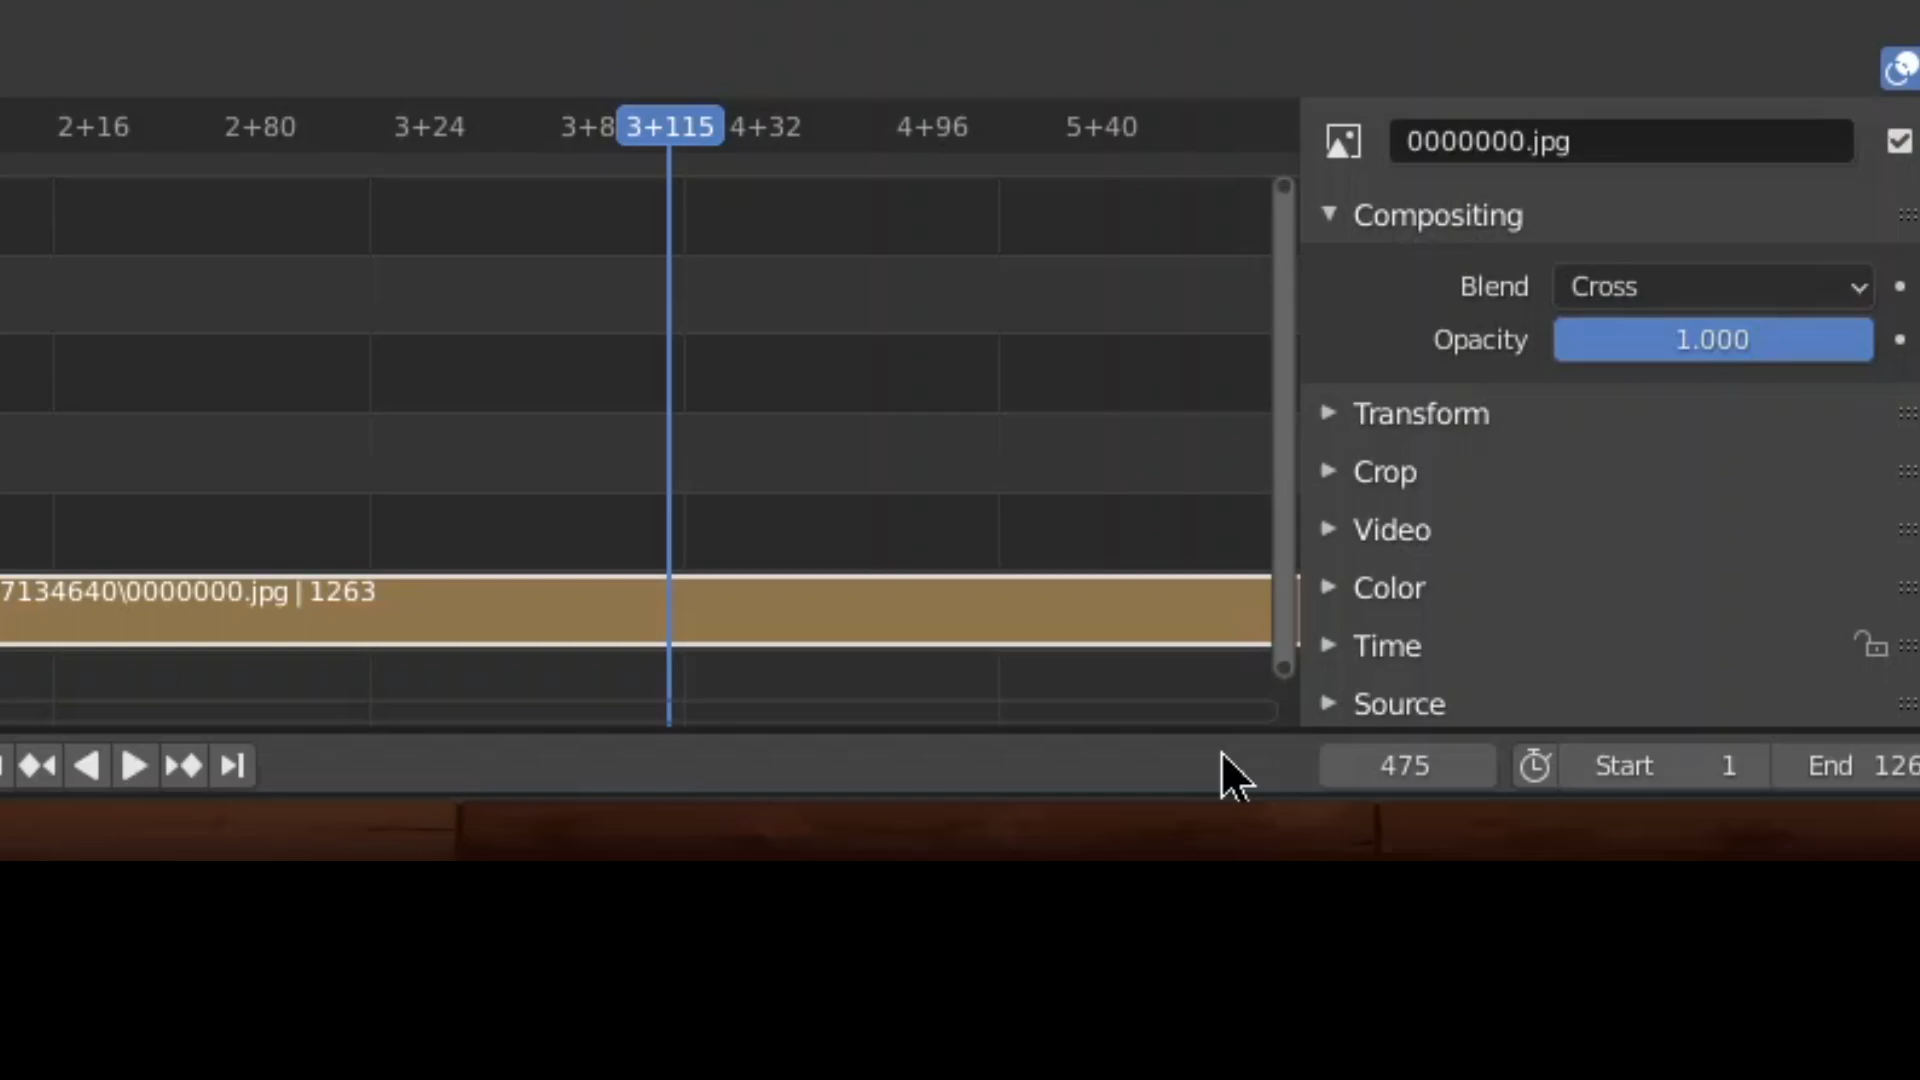 2+16 2+80 3+24 3+8 3+115 4+32 4+96 5+40
0000000.jpg
Compositing
Blend Cross
Opacity 1.000
Transform
Crop
Video
7134640\0000000.jpg | 1263
Color
Time
Source
475 Start 1 End 126